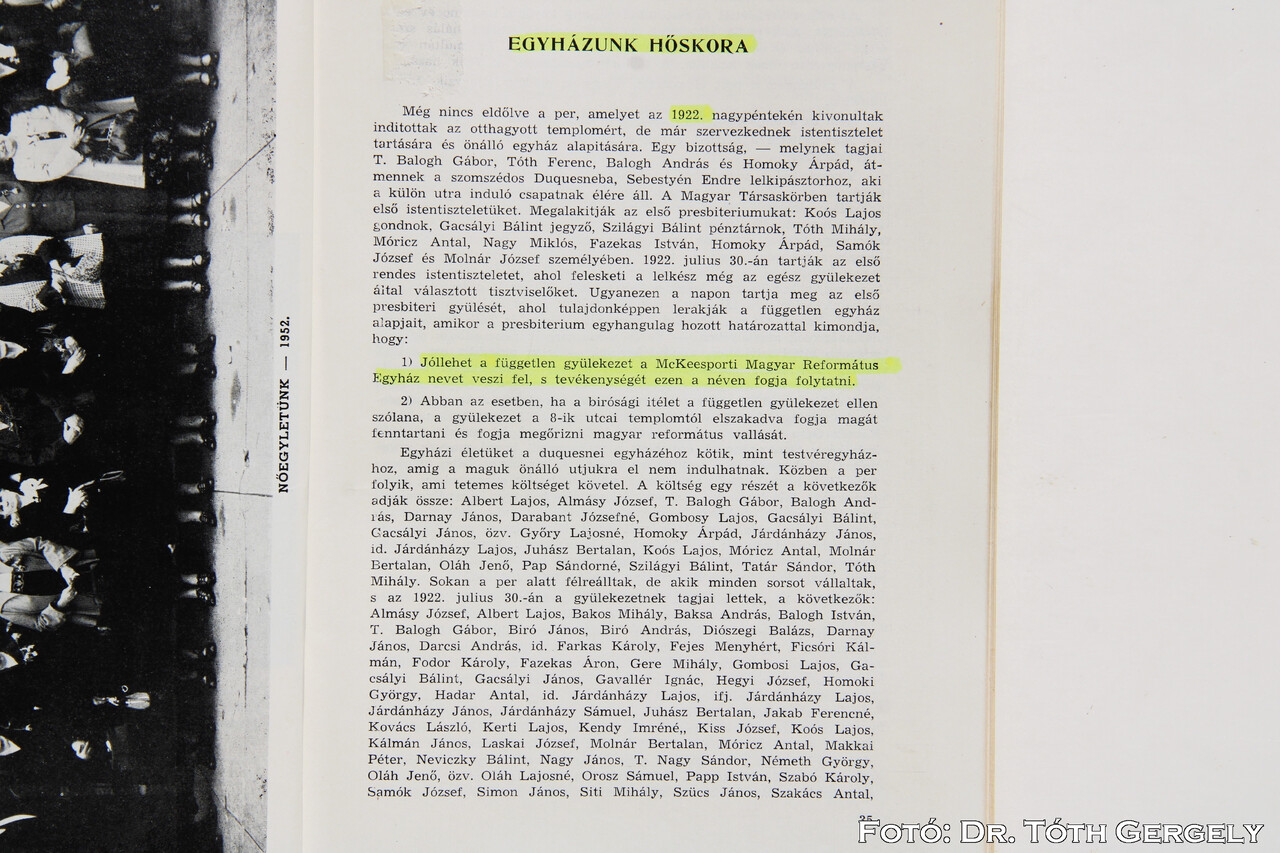 NŐEGYLETÜNK — 1952.
EGYHÁZUNK HŐSKORA
Még nincs eldőlve a per, amelyet az 1922. nagypéntekén kivonultak
inditottak az otthagyott templomért, de már szervezkednek istentisztelet
tartására és önálló egyház alapitására. Egy bizottság, — melynek tagjai
T. Balogh Gábor, Tóth Ferenc, Balogh András és Homoky Árpád, át-
mennek a szomszédos Duquesneba, Sebestyén Endre lelkipásztorhoz, aki
a külön utra induló csapatnak élére áll. A Magyar Társaskörben tartják
első istentiszteletüket. Megalakitják az első presbiteriumukat: Koós Lajos
gondnok, Gacsályi Bálint jegyző, Szilágyi Bálint pénztárnok, Tóth Mihály,
Móricz Antal, Nagy Miklós, Fazekas István, Homoky Árpád, Samók
József és Molnár József személyében. 1922. julius 30.-án tartják az első
rendes istentiszteletet, ahol felesketi a lelkész még az egész gyülekezet
által választott tisztviselőket. Ugyanezen a napon tartja meg az első
presbiteri gyülését, ahol tulajdonképpen lerakják a független egyház
alapjait, amikor a presbiterium egyhangulag hozott határozattal kimondja,
hogy:
1) Jóllehet a független gyülekezet a McKeesporti Magyar Református
Egyház nevet veszi fel, s tevékenységét ezen a néven fogja folytatni.
2) Abban az esetben, ha a birósági itélet a független gyülekezet ellen
szólana, a gyülekezet a 8-ik utcai templomtól elszakadva fogja magát
fenntartani és fogja megőrizni magyar református vallását.
Egyházi életüket a duquesnei egyházéhoz kötik, mint testvéregyház-
hoz, amig a maguk önálló utjukra el nem indulhatnak. Közben a per
folyik, ami tetemes költséget követel. A költség egy részét a következők
adják össze: Albert Lajos, Almásy József, T. Balogh Gábor, Balogh And-
rás, Darnay János, Darabant Józsefné, Gombosy Lajos, Gacsályi Bálint,
Gacsályi János, özv. Győry Lajosné, Homoky Árpád, Járdánházy János,
id. Járdánházy Lajos, Juhász Bertalan, Koós Lajos, Móricz Antal, Molnár
Bertalan, Oláh Jenő, Pap Sándorné, Szilágyi Bálint, Tatár Sándor, Tóth
Mihály. Sokan a per alatt félreálltak, de akik minden sorsot vállaltak,
s az 1922. julius 30.-án a gyülekezetnek tagjai lettek, a következők:
Almásy József, Albert Lajos, Bakos Mihály, Baksa András, Balogh István,
T. Balogh Gábor, Biró János, Biró András, Diószegi Balázs, Darnay
János, Darcsi András, id. Farkas Károly, Fejes Menyhért, Ficsóri Kál-
mán, Fodor Károly, Fazekas Áron, Gere Mihály, Gombosi Lajos, Ga-
csályi Bálint, Gacsályi János, Gavallér Ignác, Hegyi József, Homoki
György, Hadar Antal, id. Járdánházy Lajos, ifj. Járdánházy Lajos,
Járdánházy János, Járdánházy Sámuel, Juhász Bertalan, Jakab Ferencné,
Kovács László, Kerti Lajos, Kendy Imréné,, Kiss József, Koós Lajos,
Kálmán János, Laskai József, Molnár Bertalan, Móricz Antal, Makkai
Péter, Neviczky Bálint, Nagy János, T. Nagy Sándor, Németh György,
Oláh Jenő, özv. Oláh Lajosné, Orosz Sámuel, Papp István, Szabó Károly,
Samók József, Simon János, Siti Mihály, Szücs János, Szakács Antal,
Fotó: Dr. Tóth Gergely